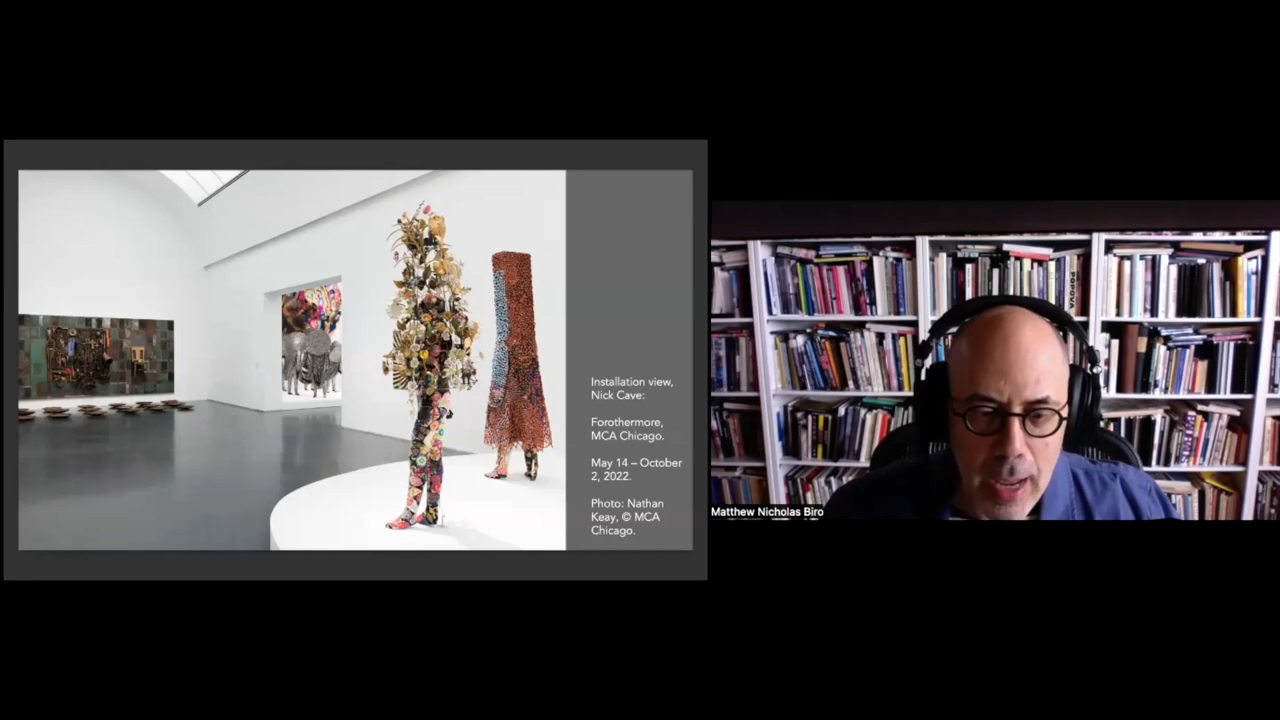 Installation view,
Nick Cave:
Forothermore,
MCA Chicago.
May 14 – October
2, 2022.
Photo: Nathan
Keay, © MCA
Chicago.
POPOVA
Matthew Nicholas Biro